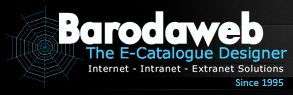 Barodaweb
The E-Catalogue Designer
Internet - Intranet - Extranet Solutions
Since 1995